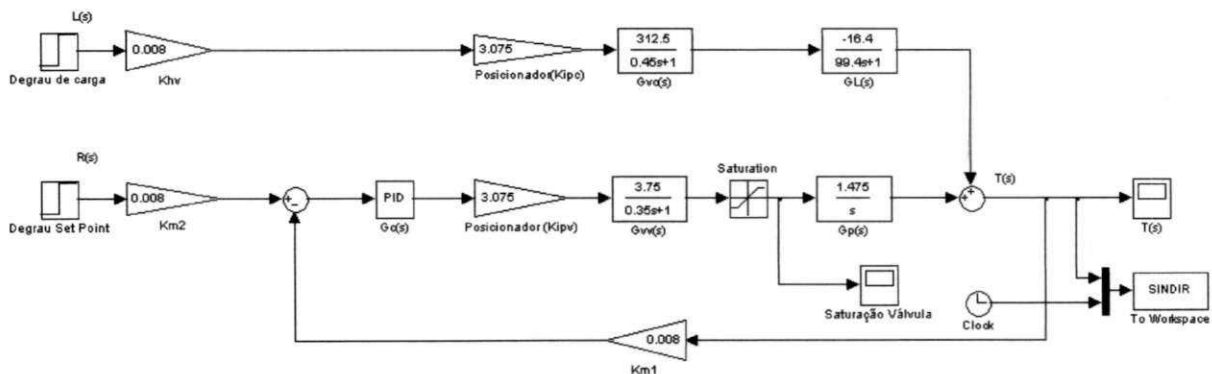 L(s)
Degrau de carga
0.008
Khv
3.075
Posicionador(Kipc)
312.5
0.45s+1
Gvc(s)
-16.4
99.4s+1
GL(s)
R(s)
Degrau Set Point
0.008
Km2
+
-
PID
Gc(s)
3.075
Posicionador (Kipv)
3.75
0.35s+1
Gvv(s)
Saturation
1.475
s
Gp(s)
+
+
T(s)
T(s)
Saturação Válvula
Clock
SINDIR
To Workspace
0.008
Km1